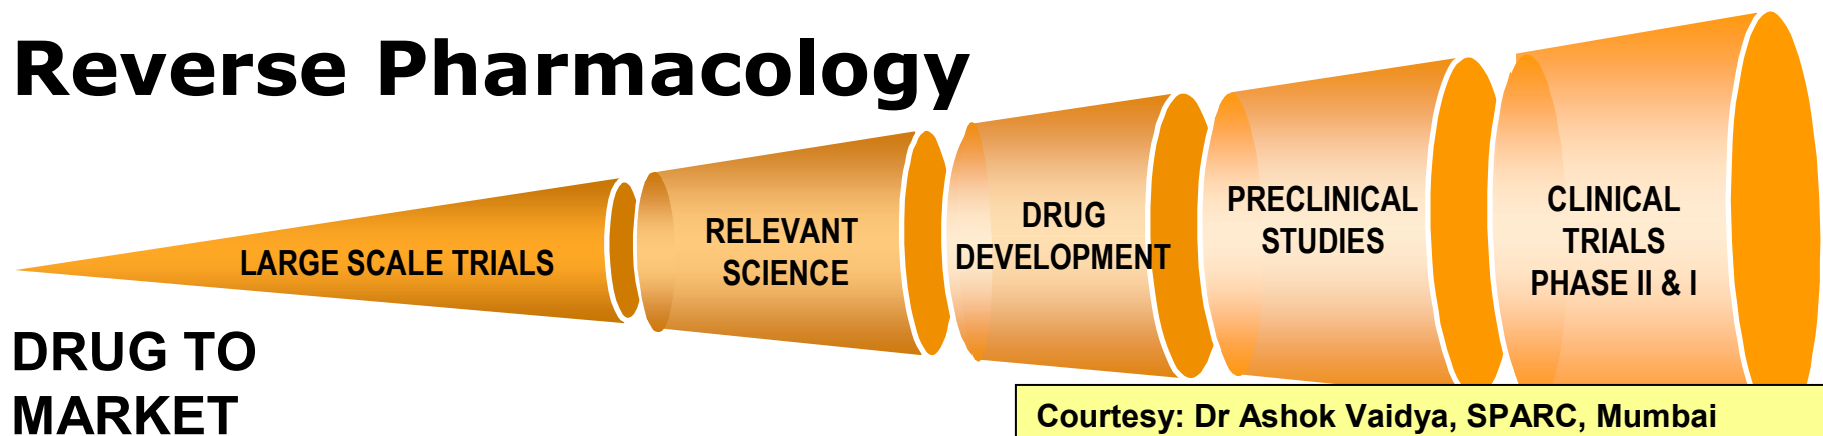 Reverse Pharmacology
LARGE SCALE TRIALS
RELEVANT
SCIENCE
DRUG
DEVELOPMENT
PRECLINICAL
STUDIES
CLINICAL
TRIALS
PHASE II & I
DRUG TO
MARKET
Courtesy: Dr Ashok Vaidya, SPARC, Mumbai